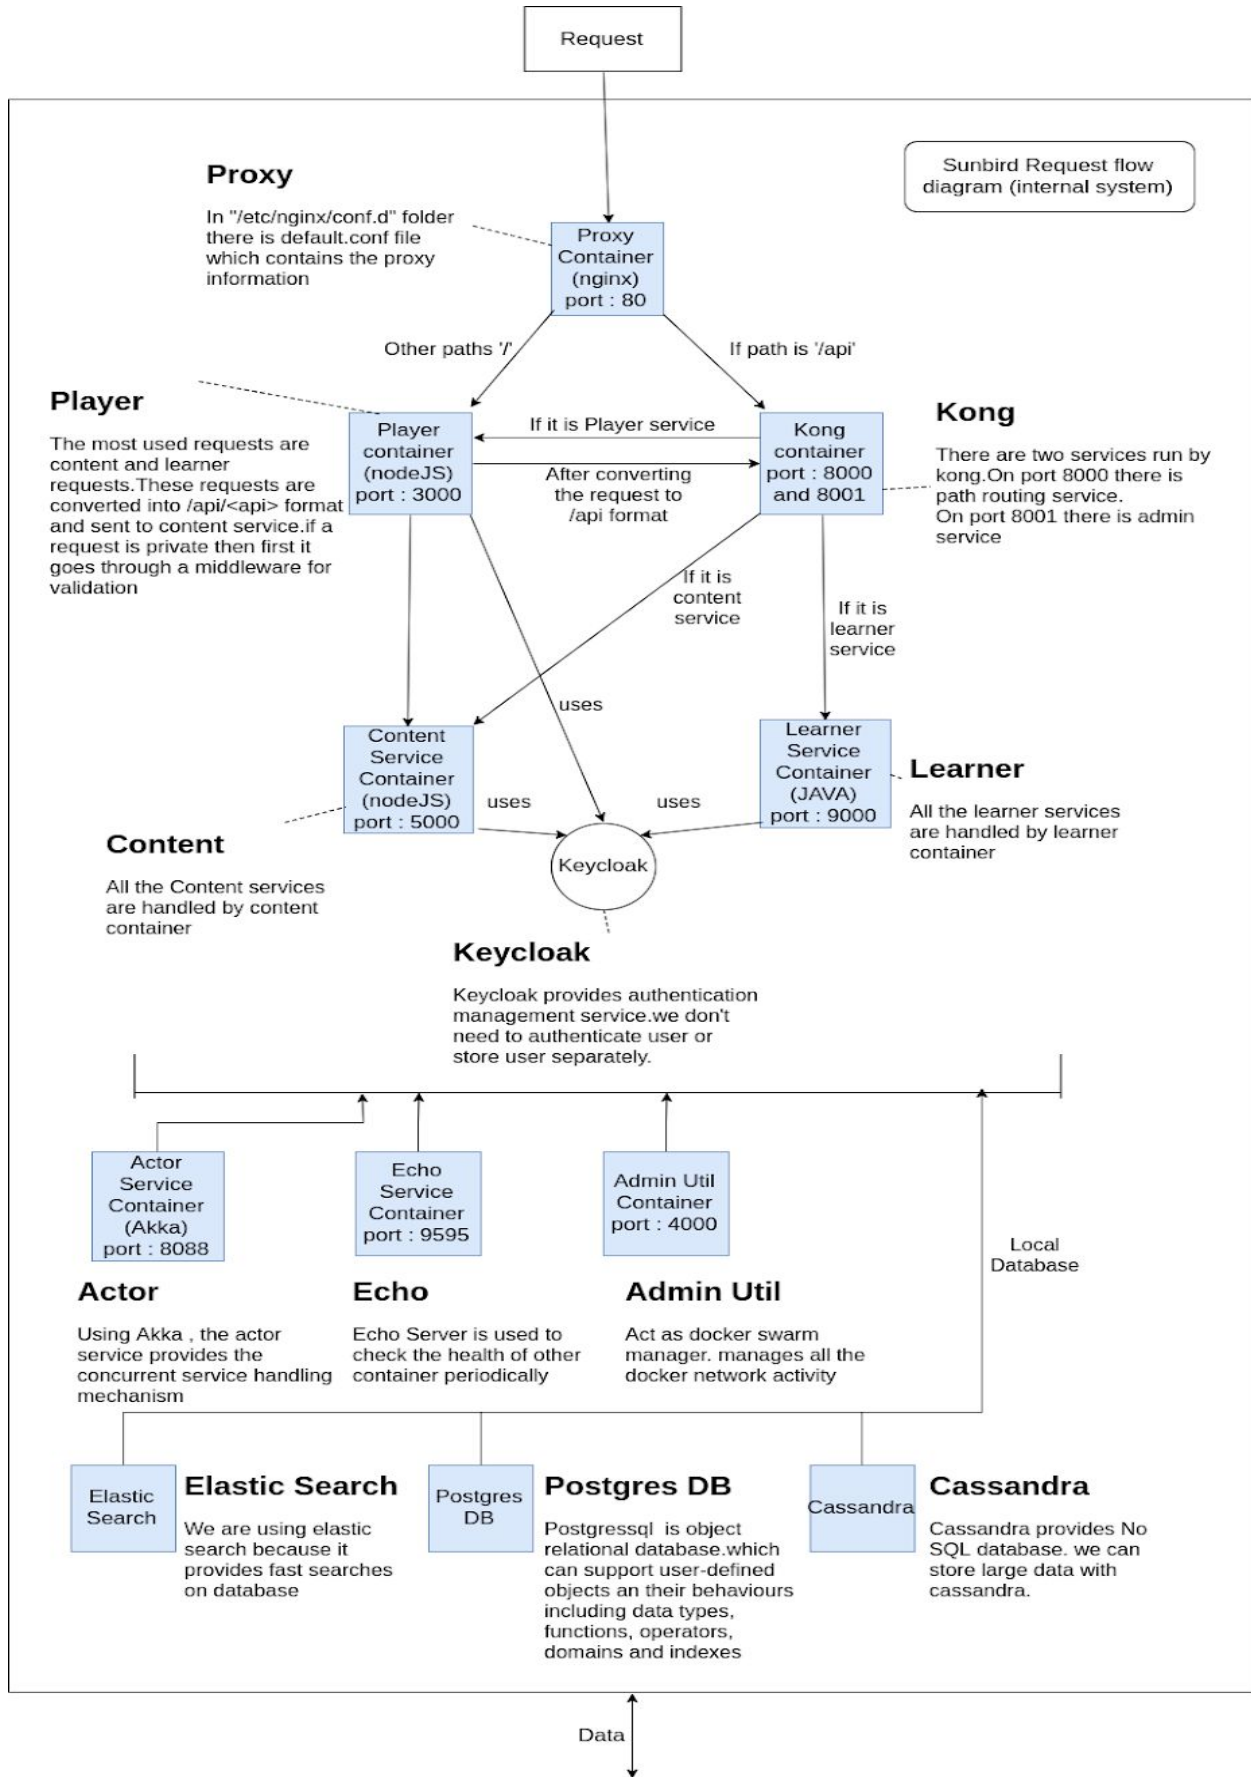 Request
Sunbird Request flow
diagram (internal system)
Proxy
In "/etc/nginx/conf.d" folder
there is default.conf file
which contains the proxy
information
Proxy
Container
(nginx)
port : 80
Other paths '/'
If path is '/api'
Player
The most used requests are
content and learner
requests.These requests are
converted into /api/<api> format
and sent to content service.if a
request is private then first it
goes through a middleware for
validation
Player
container
(nodeJS)
port : 3000
If it is Player service
After converting
the request to
/api format
Kong
container
port : 8000
and 8001
Kong
There are two services run by
kong.On port 8000 there is
path routing service.
On port 8001 there is admin
service
If it is
content
service
If it is
learner
service
uses
Content
Service
Container
(nodeJS)
port : 5000
uses
uses
Learner
Service
Container
(JAVA)
port : 9000
Learner
All the learner services
are handled by learner
container
Content
All the Content services
are handled by content
container
Keycloak
Keycloak
Keycloak provides authentication
management service.we don't
need to authenticate user or
store user separately.
Actor
Service
Container
(Akka)
port : 8088
Echo
Service
Container
port : 9595
Admin Util
Container
port : 4000
Local
Database
Actor
Using Akka , the actor
service provides the
concurrent service handling
mechanism
Echo
Echo Server is used to
check the health of other
container periodically
Admin Util
Act as docker swarm
manager. manages all the
docker network activity
Elastic
Search
Elastic Search
We are using elastic
search because it
provides fast searches
on database
Postgres
DB
Postgres DB
Postgressql is object
relational database.which
can support user-defined
objects an their behaviours
including data types,
functions, operators,
domains and indexes
Cassandra
Cassandra
Cassandra provides No
SQL database. we can
store large data with
cassandra.
Data